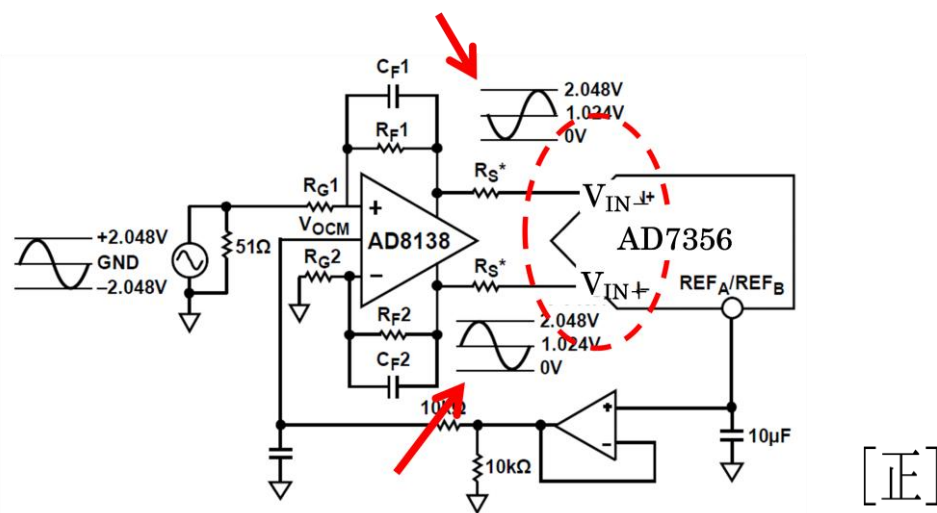 CF1
2.048V
1.024V
0V
RF1
RG1
RS*
VIN
+
VOCM
AD8138
AD7356
+2.048V
GND
−2.048V
51Ω
RG2
−
RS*
VIN
REFA/REFB
RF2
2.048V
1.024V
0V
CF2
10kΩ
+
−
10µF
10kΩ
[正]